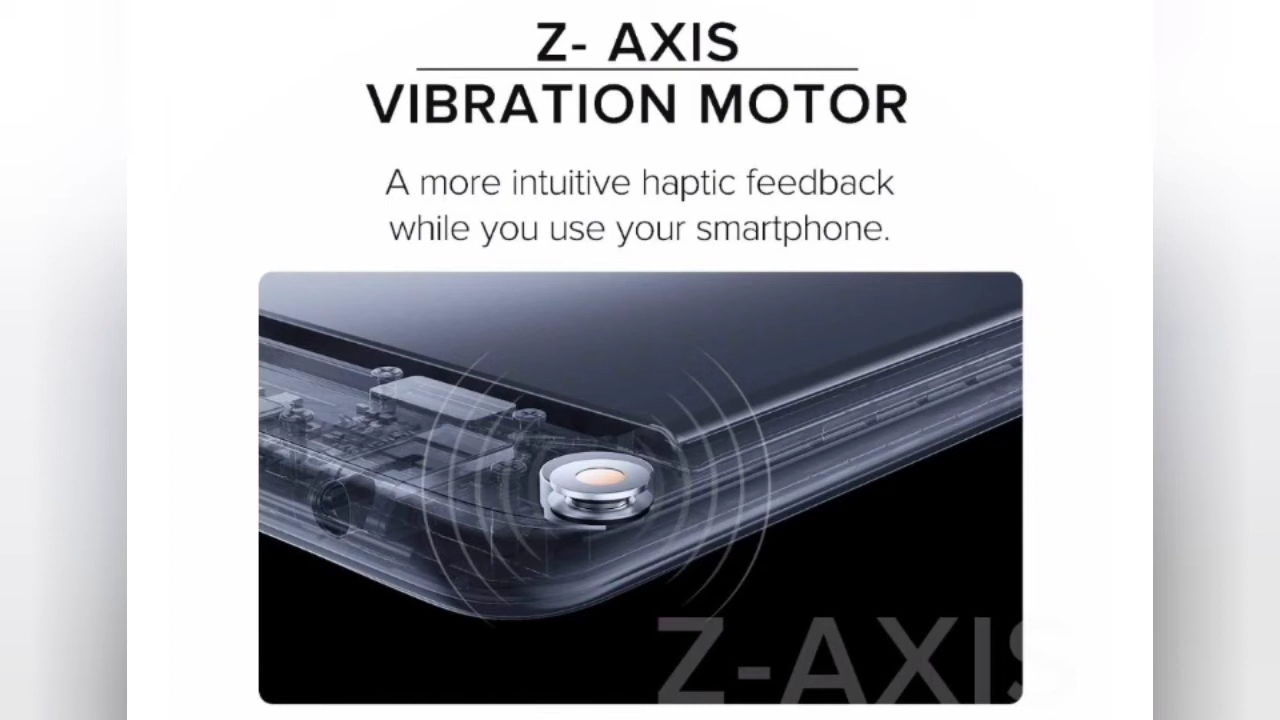 Z- AXIS
VIBRATION MOTOR
A more intuitive haptic feedback
while you use your smartphone.
Z-AXIS